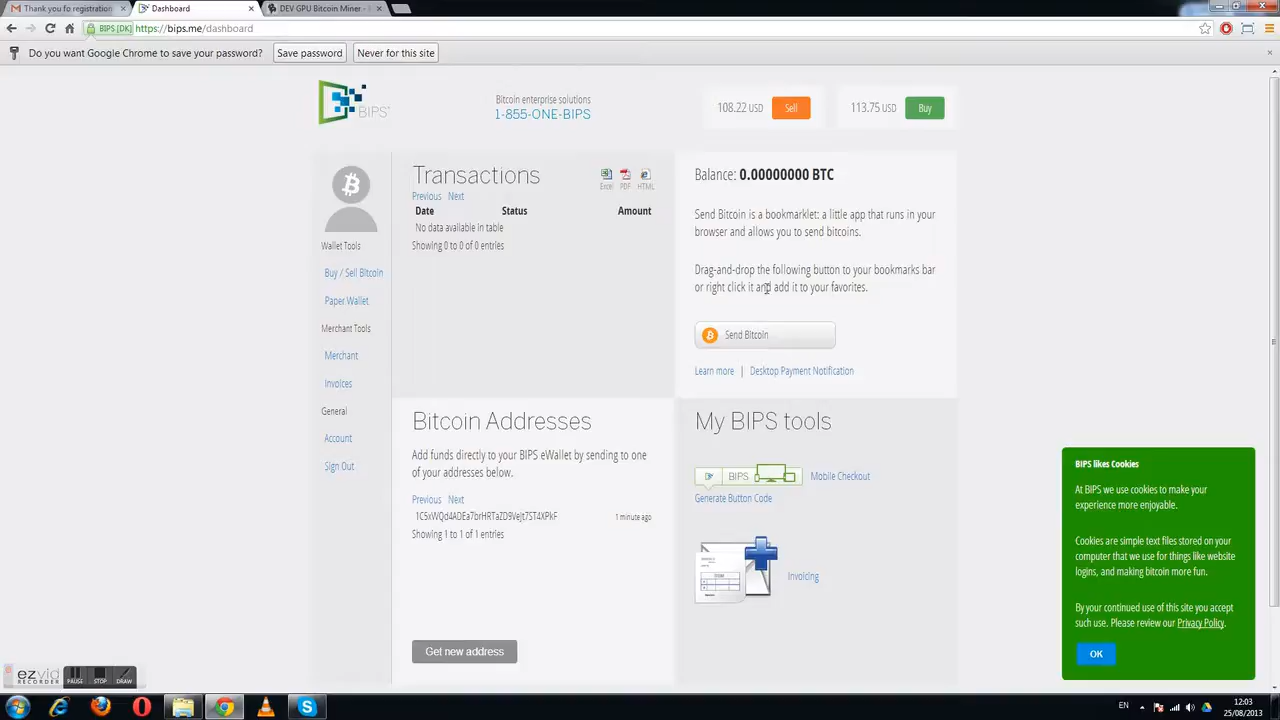 Thank you fo registration
Dashboard
DEV GPU Bitcoin Miner -
BIPS [DK]
https://bips.me/dashboard
Do you want Google Chrome to save your password?
Save password
Never for this site
BIPS
Bitcoin enterprise solutions
1-855-ONE-BIPS
108.22 USD
Sell
113.75 USD
Buy
Wallet Tools
Buy / Sell Bitcoin
Paper Wallet
Merchant Tools
Merchant
Invoices
General
Account
Sign Out
Transactions
Excel
PDF
HTML
Previous Next
Date Status Amount
No data available in table
Showing 0 to 0 of 0 entries
Balance: 0.00000000 BTC
Send Bitcoin is a bookmarklet: a little app that runs in your
browser and allows you to send bitcoins.
Drag-and-drop the following button to your bookmarks bar
or right click it and add it to your favorites.
Send Bitcoin
Learn more | Desktop Payment Notification
Bitcoin Addresses
Add funds directly to your BIPS eWallet by sending to one
of your addresses below.
Previous Next
1 minute ago
Showing 1 to 1 of 1 entries
Get new address
My BIPS tools
BIPS
Mobile Checkout
Generate Button Code
Invoicing
BIPS likes Cookies
At BIPS we use cookies to make your
experience more enjoyable.
Cookies are simple text files stored on your
computer that we use for things like website
logins, and making bitcoin more fun.
By your continued use of this site you accept
such use. Please review our Privacy Policy.
OK
ezvid
RECORDER
PAUSE
STOP
DRAW
EN
12:03
25/08/2013